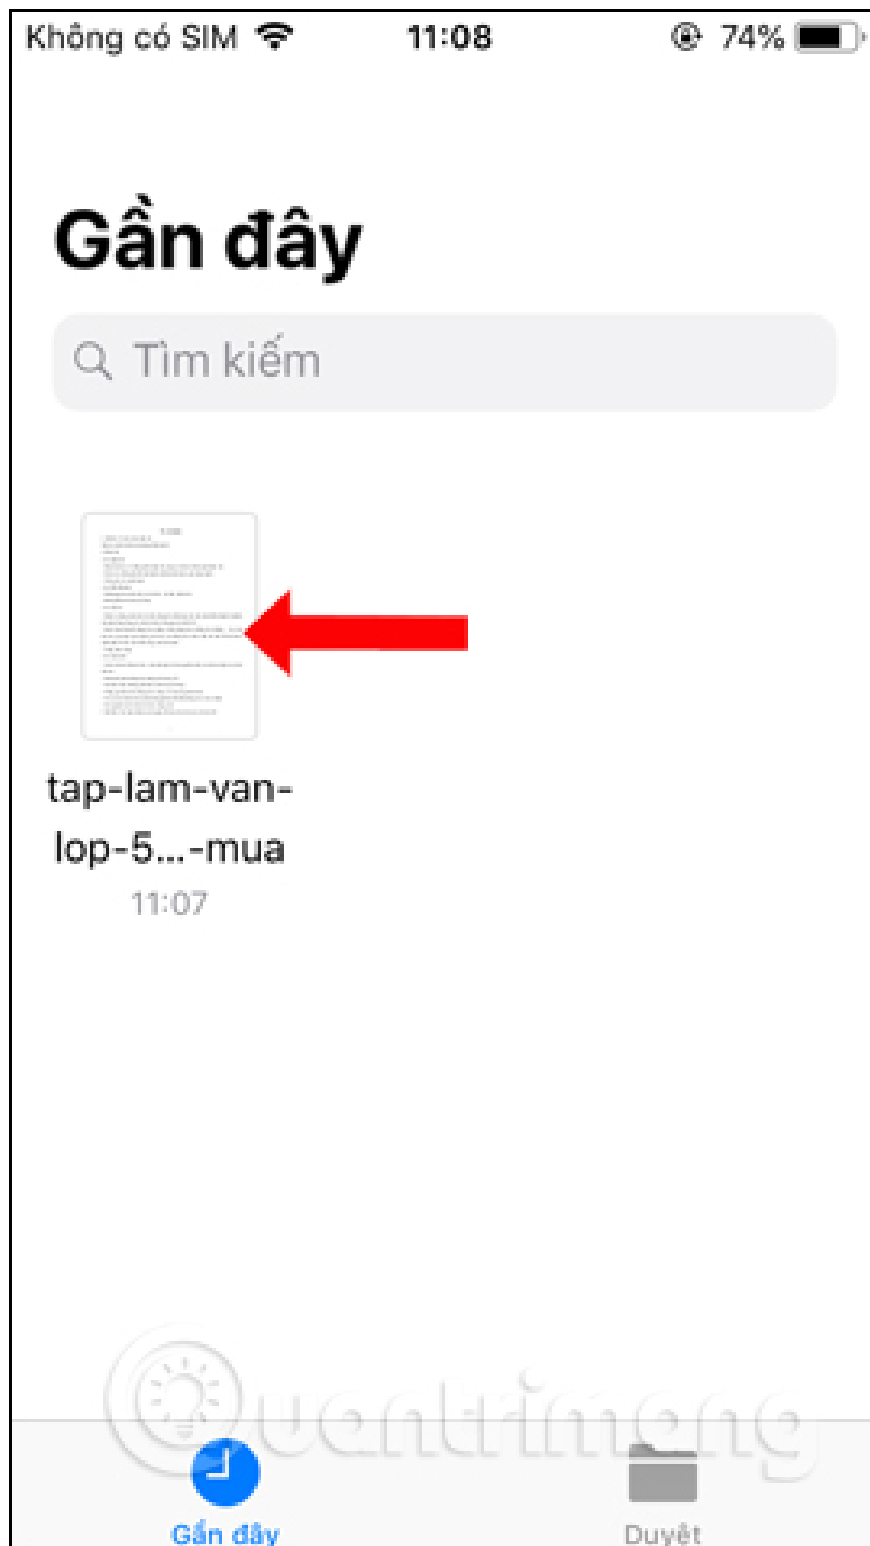 Không có SIM 11:08 74%
Gần đây
Tìm kiếm
tap-lam-van-
lop-5...-mua
11:07
Quantrimang
Gần đây
Duyệt